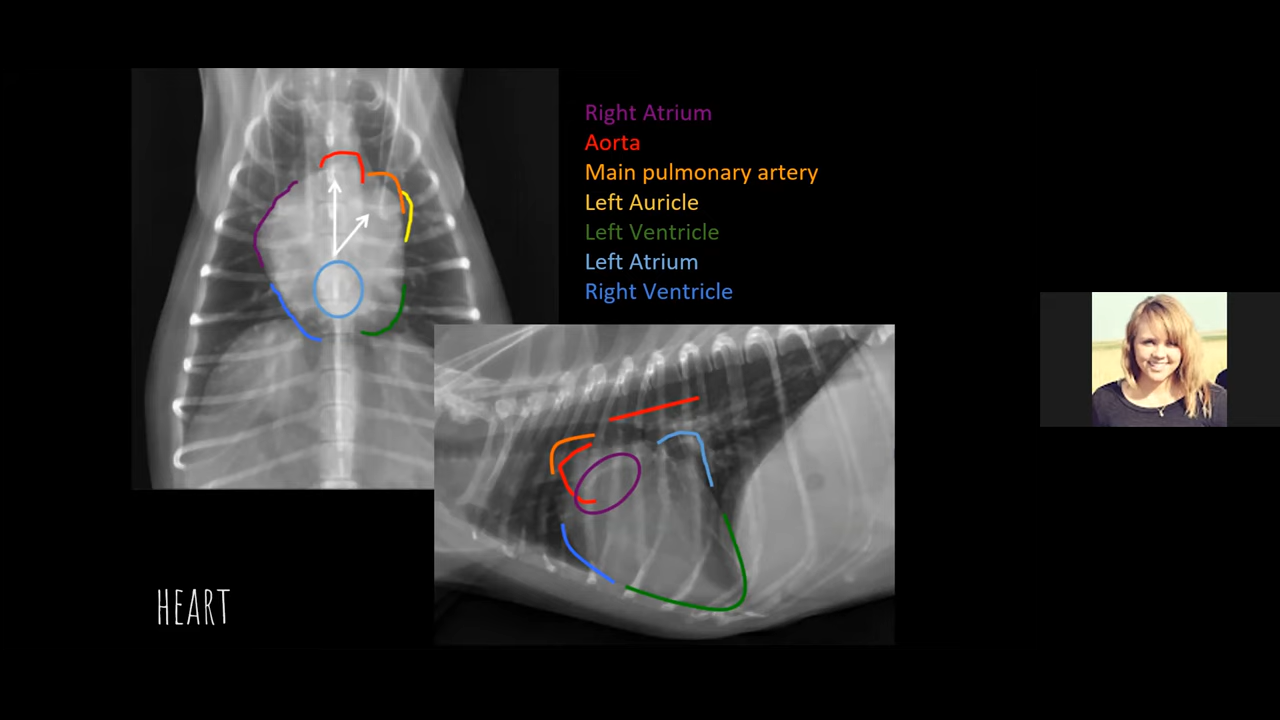 Right Atrium
Aorta
Main pulmonary artery
Left Auricle
Left Ventricle
Left Atrium
Right Ventricle
HEART